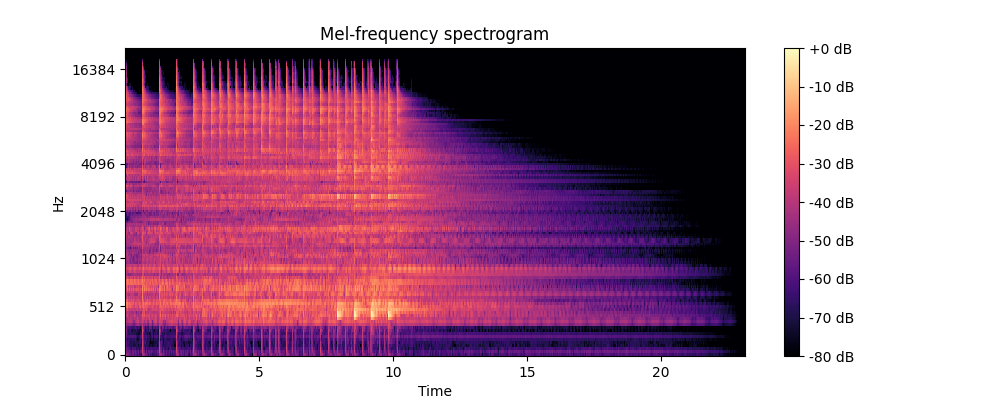 Mel-frequency spectrogram
Hz
16384
8192
4096
2048
1024
512
0
0 5 10 15 20
Time
+0 dB
-10 dB
-20 dB
-30 dB
-40 dB
-50 dB
-60 dB
-70 dB
-80 dB